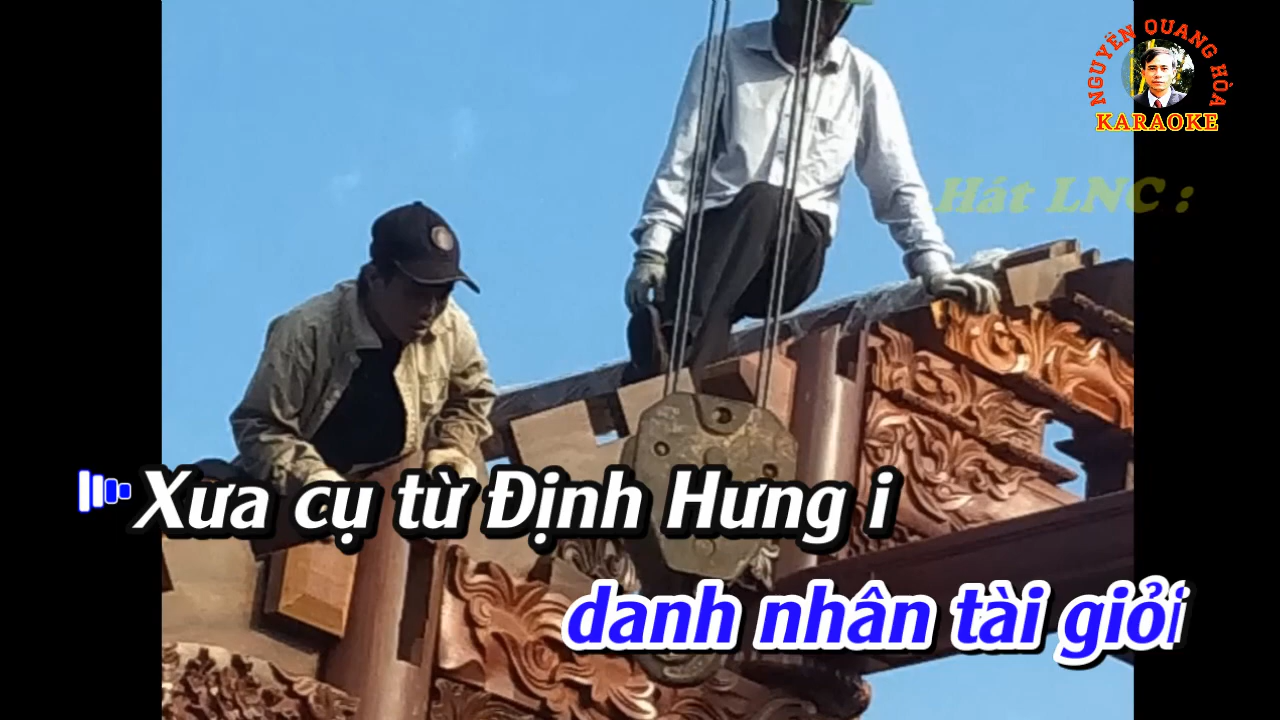 NGUYỄN QUANG HÒA
KARAOKE
Hát LNC :
Xưa cụ từ Định Hưng i
danh nhân tài giỏi